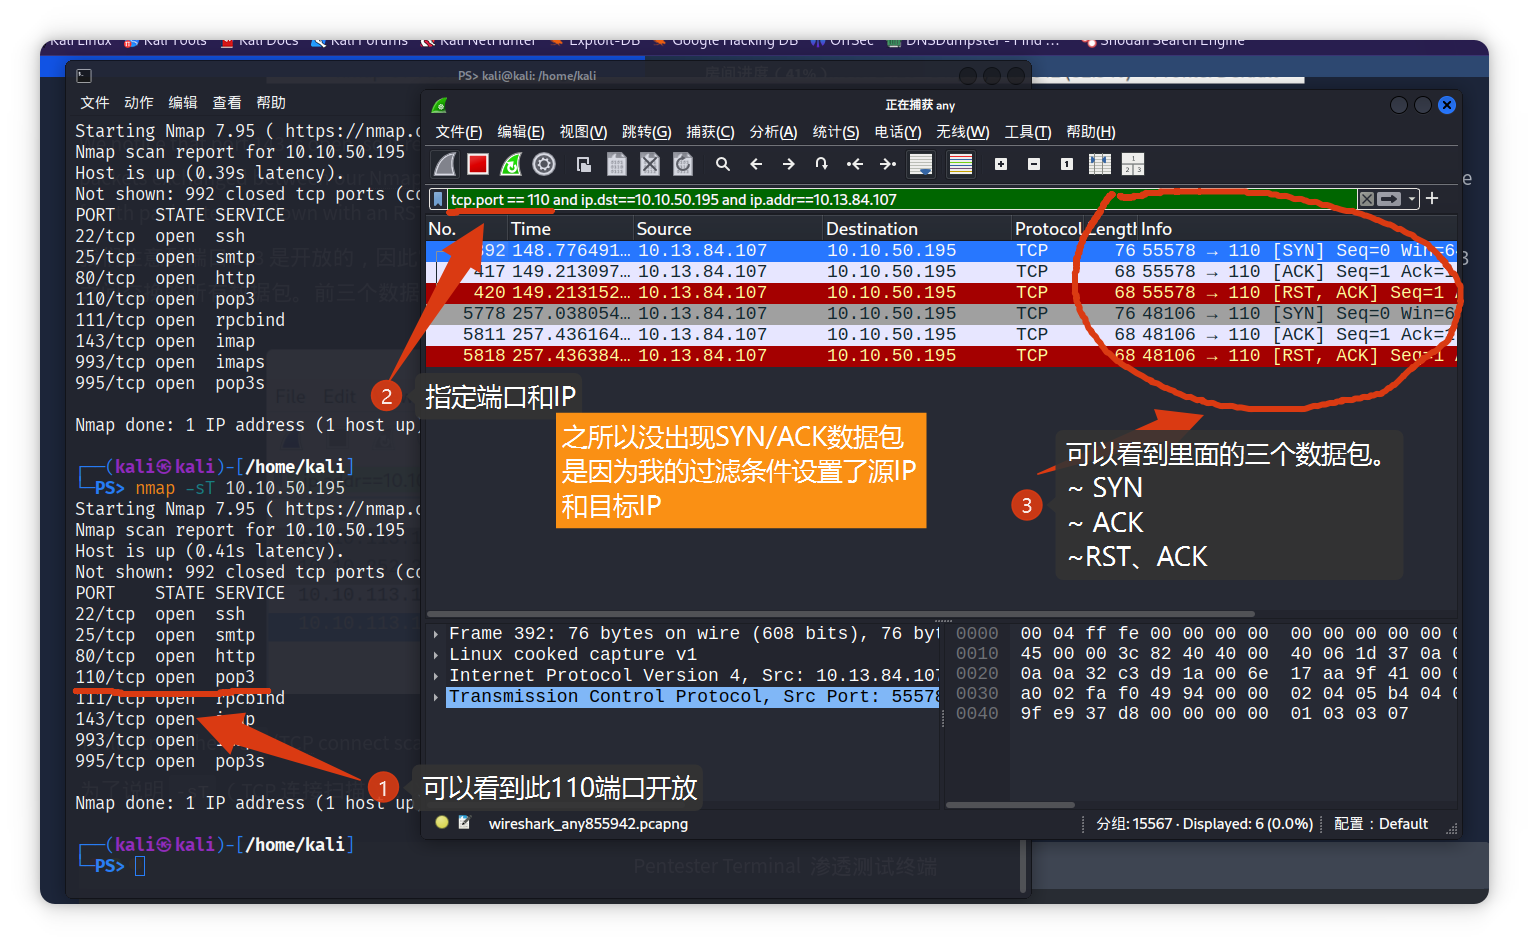 Kali Linux Kali Tools Kali Docs Kali Forums Kali NetHunter Exploit-DB Google Hacking DB OffSec DNSDumpster - Find ... Shodan Search Engine
PS> kali@kali: /home/kali
文件 动作 编辑 查看 帮助
Starting Nmap 7.95 ( https://nmap.o
Nmap scan report for 10.10.50.195
Host is up (0.39s latency).
Not shown: 992 closed tcp ports (co
PORT STATE SERVICE
22/tcp open ssh
25/tcp open smtp
80/tcp open http
110/tcp open pop3
111/tcp open rpcbind
143/tcp open imap
993/tcp open imaps
995/tcp open pop3s
Nmap done: 1 IP address (1 host up
┌──(kali㉿kali)-[/home/kali]
└─PS> nmap -sT 10.10.50.195
Starting Nmap 7.95 ( https://nmap.o
Nmap scan report for 10.10.50.195
Host is up (0.41s latency).
Not shown: 992 closed tcp ports (co
PORT STATE SERVICE
22/tcp open ssh
25/tcp open smtp
80/tcp open http
110/tcp open pop3
111/tcp open rpcbind
143/tcp open
993/tcp open
995/tcp open pop3s
Nmap done: 1 IP address (1 host up
┌──(kali㉿kali)-[/home/kali]
└─PS>
正在捕获 any
文件(F) 编辑(E) 视图(V) 跳转(G) 捕获(C) 分析(A) 统计(S) 电话(Y) 无线(W) 工具(T) 帮助(H)
tcp.port == 110 and ip.dst==10.10.50.195 and ip.addr==10.13.84.107
No. Time Source Destination Protocol Length Info
392 148.776491… 10.13.84.107 10.10.50.195 TCP 76 55578 → 110 [SYN] Seq=0 Win=6
417 149.213097… 10.13.84.107 10.10.50.195 TCP 68 55578 → 110 [ACK] Seq=1 Ack=1
420 149.213152… 10.13.84.107 10.10.50.195 TCP 68 55578 → 110 [RST, ACK] Seq=1
5778 257.038054… 10.13.84.107 10.10.50.195 TCP 76 48106 → 110 [SYN] Seq=0 Win=6
5811 257.436164… 10.13.84.107 10.10.50.195 TCP 68 48106 → 110 [ACK] Seq=1 Ack=1
5818 257.436384… 10.13.84.107 10.10.50.195 TCP 68 48106 → 110 [RST, ACK] Seq=1
2 指定端口和IP
之所以没出现SYN/ACK数据包
是因为我的过滤条件设置了源IP
和目标IP
3 可以看到里面的三个数据包。
~ SYN
~ ACK
~RST、ACK
Frame 392: 76 bytes on wire (608 bits), 76 byt
Linux cooked capture v1
Internet Protocol Version 4, Src: 10.13.84.107
Transmission Control Protocol, Src Port: 55578
0000 00 04 ff fe 00 00 00 00 00 00 00 00 00 0
0010 45 00 00 3c 82 40 40 00 40 06 1d 37 0a 0
0020 0a 0a 32 c3 d9 1a 00 6e 17 aa 9f 41 00 0
0030 a0 02 fa f0 49 94 00 00 02 04 05 b4 04 0
0040 9f e9 37 d8 00 00 00 00 01 03 03 07
1 可以看到此110端口开放
wireshark_any855942.pcapng
分组: 15567 · Displayed: 6 (0.0%)
配置：Default
Pentester Terminal 渗透测试终端